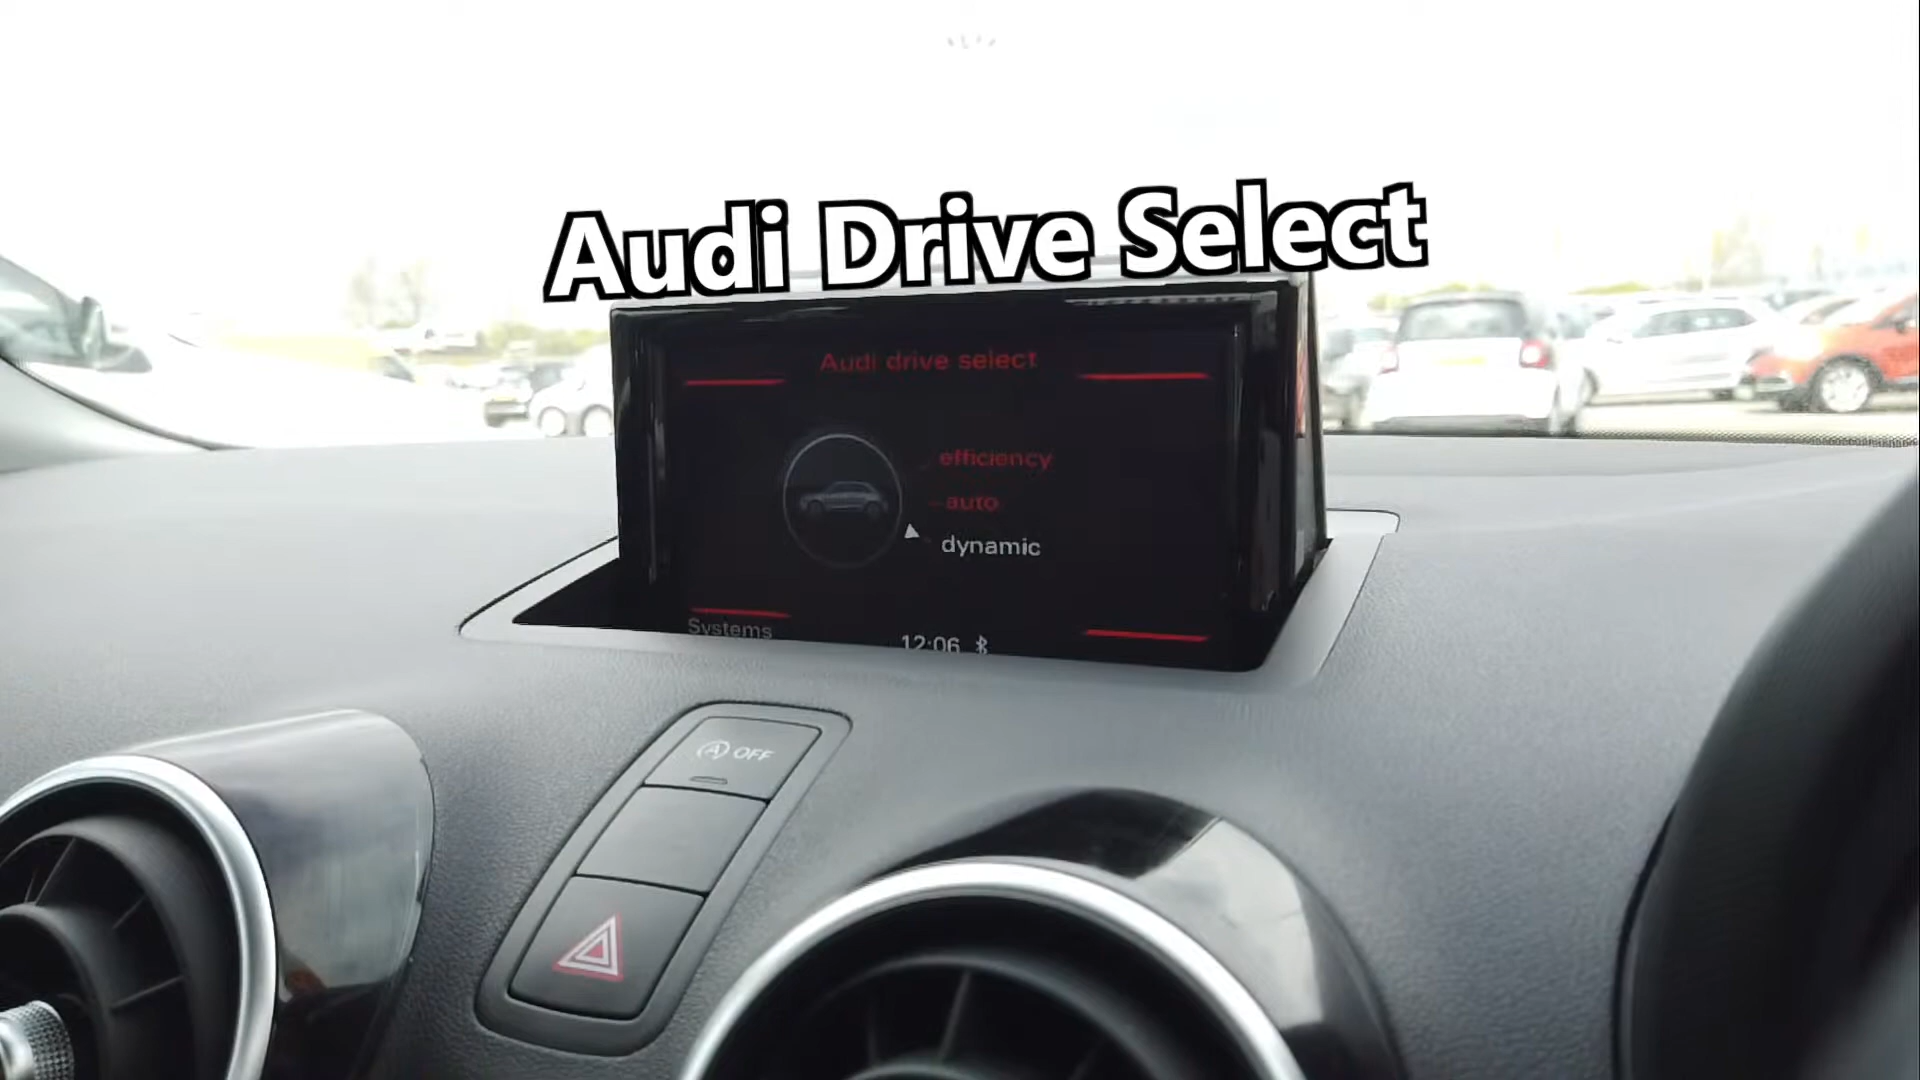 Audi Drive Select
Audi drive select
efficiency
auto
dynamic
Systems
12:06
A OFF